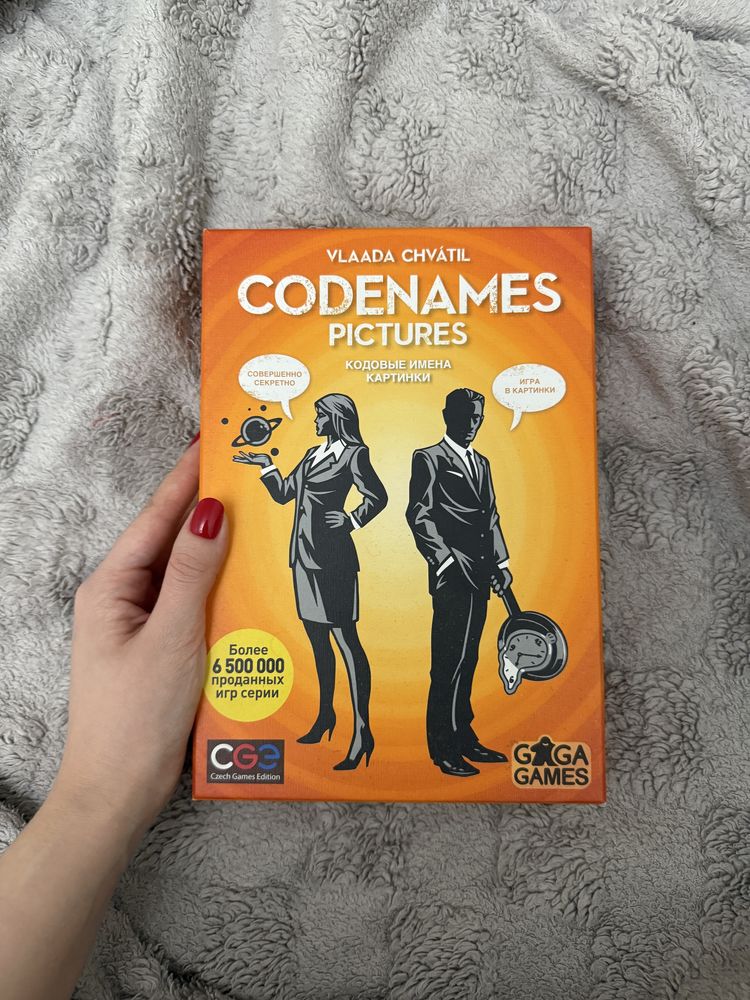 VLAADA CHVÁTIL
CODENAMES
PICTURES
КОДОВЫЕ ИМЕНА
КАРТИНКИ
СОВЕРШЕННО
СЕКРЕТНО
ИГРА
В КАРТИНКИ
Более
6 500 000
проданных
игр серии
CGE
Czech Games Edition
GAGA
GAMES